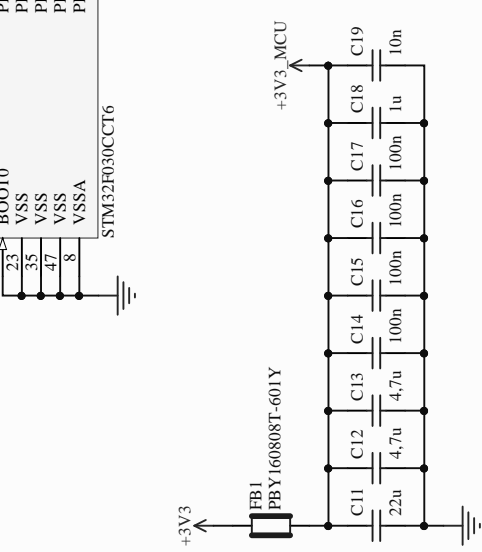 BOOT0
23 VSS
35 VSS
47 VSS
8 VSSA
STM32F030CCT6
+3V3
FB1
PBY160808T-601Y
+3V3_MCU
C11 C12 C13 C14 C15 C16 C17 C18 C19
22u 4,7u 4,7u 100n 100n 100n 100n 1u 10n